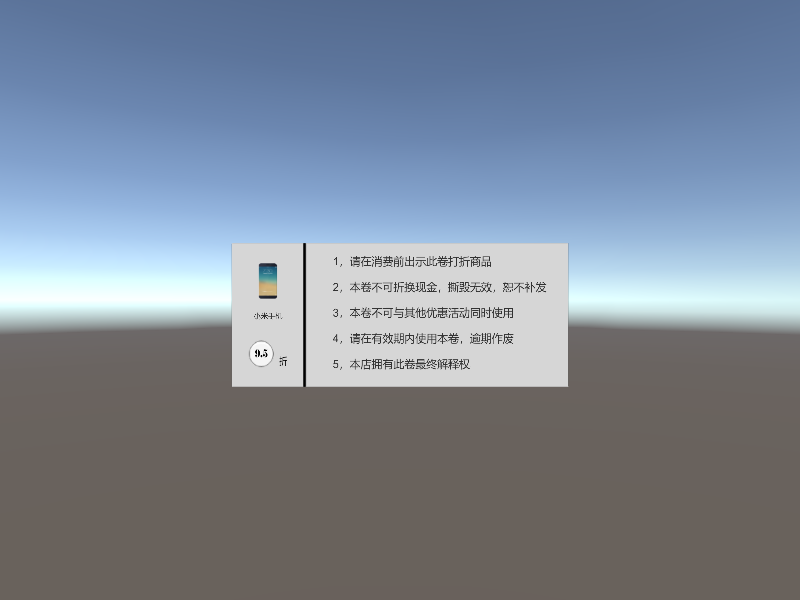 小米手机
9.5 折
1，请在消费前出示此卷打折商品
2，本卷不可折换现金，撕毁无效，恕不补发
3，本卷不可与其他优惠活动同时使用
4，请在有效期内使用本卷，逾期作废
5，本店拥有此卷最终解释权